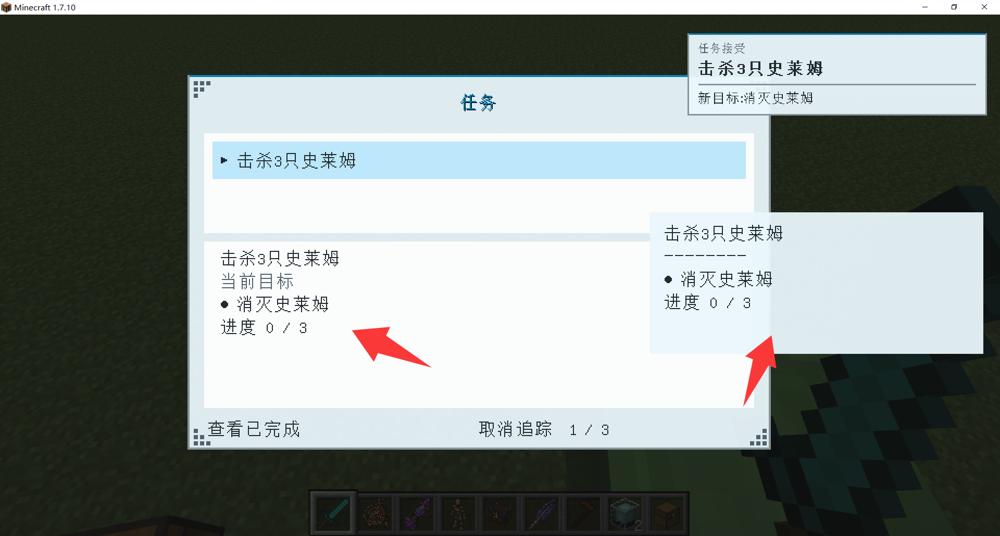 Minecraft 1.7.10
任务接受
击杀3只史莱姆
新目标:消灭史莱姆
任务
▶ 击杀3只史莱姆
击杀3只史莱姆
当前目标
● 消灭史莱姆
进度 0 / 3
击杀3只史莱姆
--------
● 消灭史莱姆
进度 0 / 3
查看已完成
取消追踪 1 / 3
2